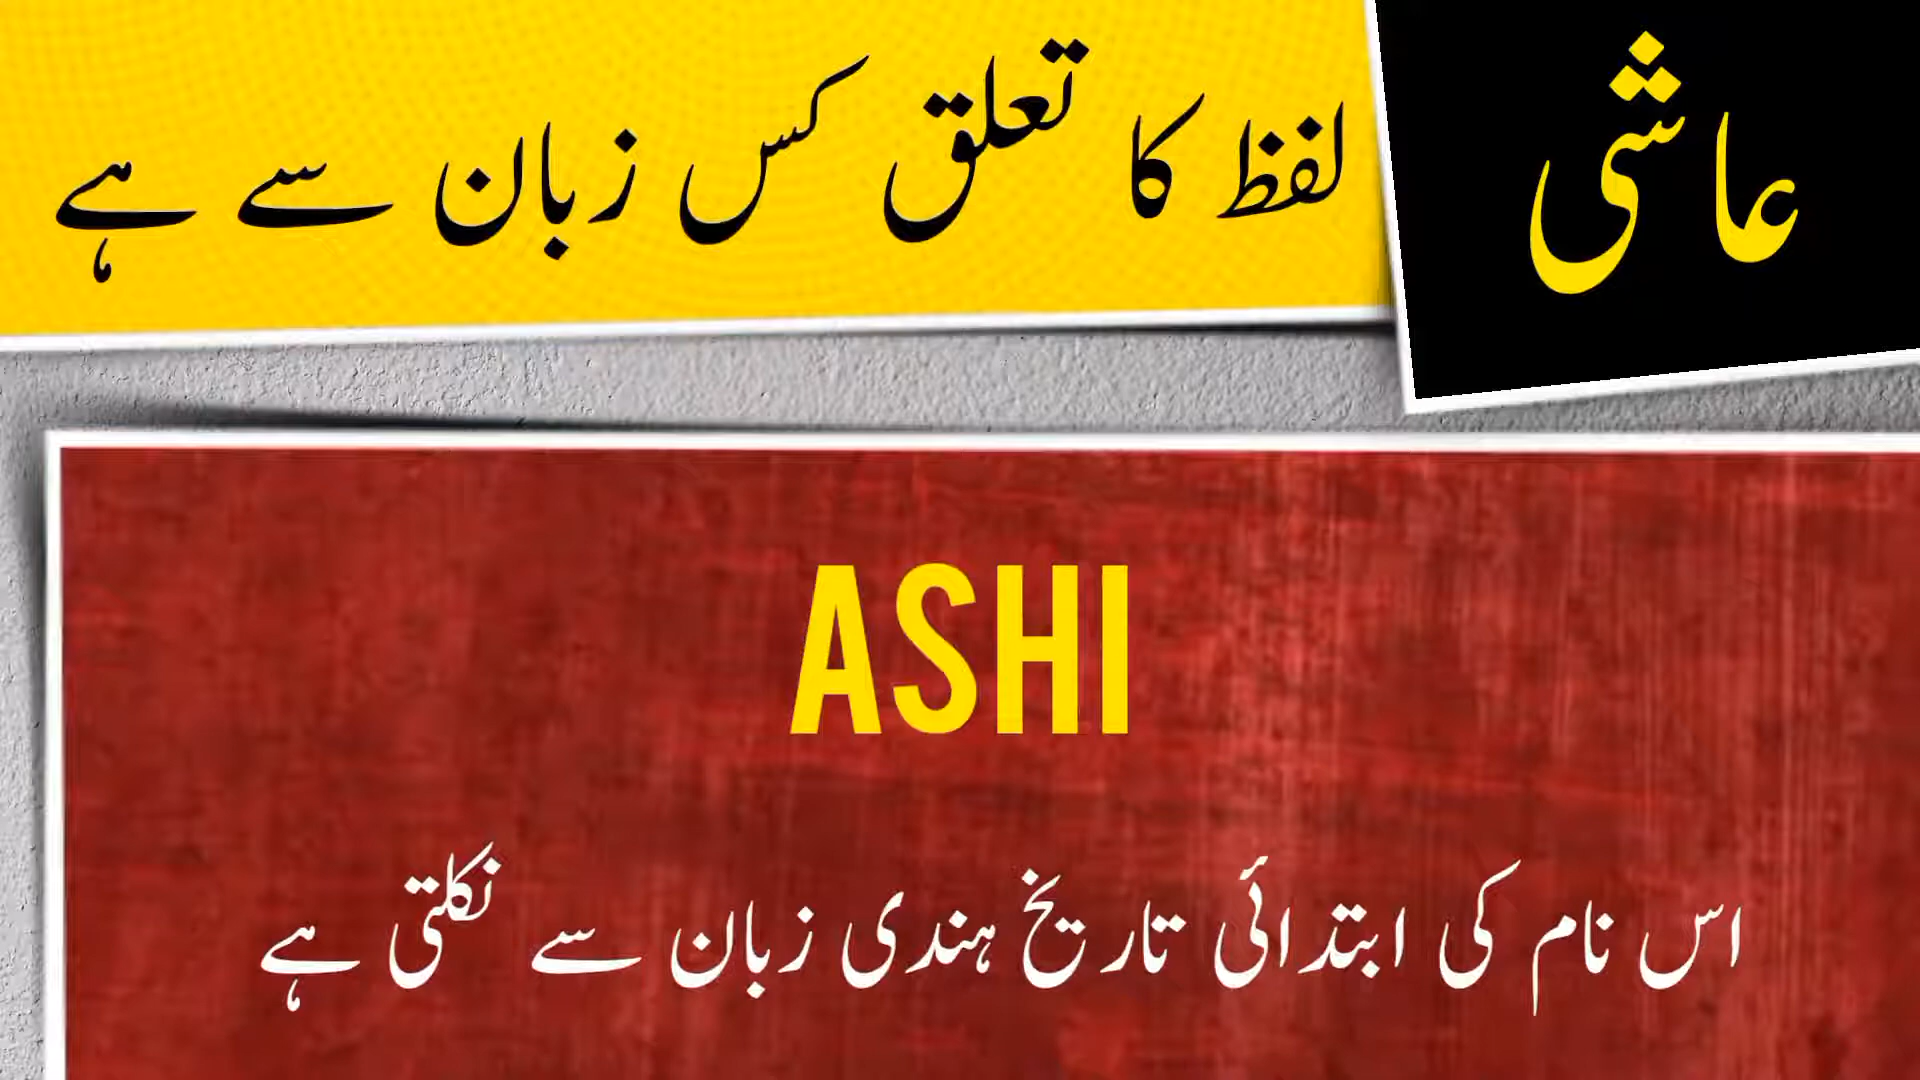 عاشی
لفظ کا تعلق کس زبان سے ہے
ASHI
اس نام کی ابتدائی تاریخ ہندی زبان سے نکلتی ہے